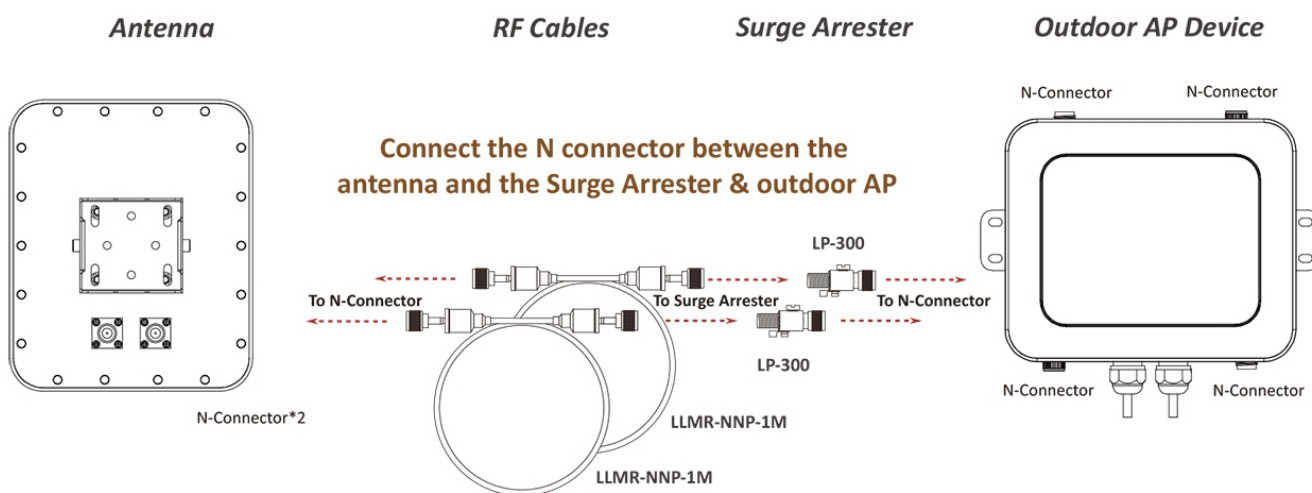 Antenna
RF Cables
Surge Arrester
Outdoor AP Device
N-Connector
N-Connector
Connect the N connector between the
antenna and the Surge Arrester & outdoor AP
LP-300
To N-Connector
To Surge Arrester
To N-Connector
LP-300
N-Connector
N-Connector
N-Connector*2
LLMR-NNP-1M
LLMR-NNP-1M